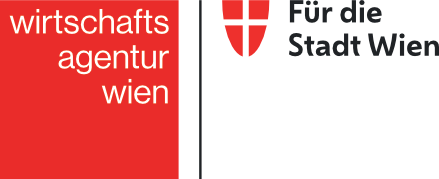 wirtschafts
agentur
wien
Für die
Stadt Wien